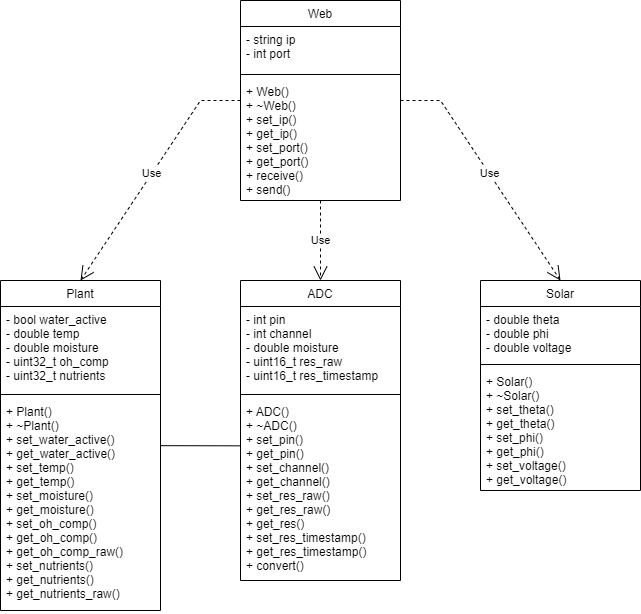 Web
- string ip
- int port
+ Web()
+ ~Web()
+ set_ip()
+ get_ip()
+ set_port()
+ get_port()
+ receive()
+ send()
Use
Use
Use
Plant
- bool water_active
- double temp
- double moisture
- uint32_t oh_comp
- uint32_t nutrients
+ Plant()
+ ~Plant()
+ set_water_active()
+ get_water_active()
+ set_temp()
+ get_temp()
+ set_moisture()
+ get_moisture()
+ set_oh_comp()
+ get_oh_comp()
+ get_oh_comp_raw()
+ set_nutrients()
+ get_nutrients()
+ get_nutrients_raw()
ADC
- int pin
- int channel
- double moisture
- uint16_t res_raw
- uint16_t res_timestamp
+ ADC()
+ ~ADC()
+ set_pin()
+ get_pin()
+ set_channel()
+ get_channel()
+ set_res_raw()
+ get_res_raw()
+ get_res()
+ set_res_timestamp()
+ get_res_timestamp()
+ convert()
Solar
- double theta
- double phi
- double voltage
+ Solar()
+ ~Solar()
+ set_theta()
+ get_theta()
+ set_phi()
+ get_phi()
+ set_voltage()
+ get_voltage()